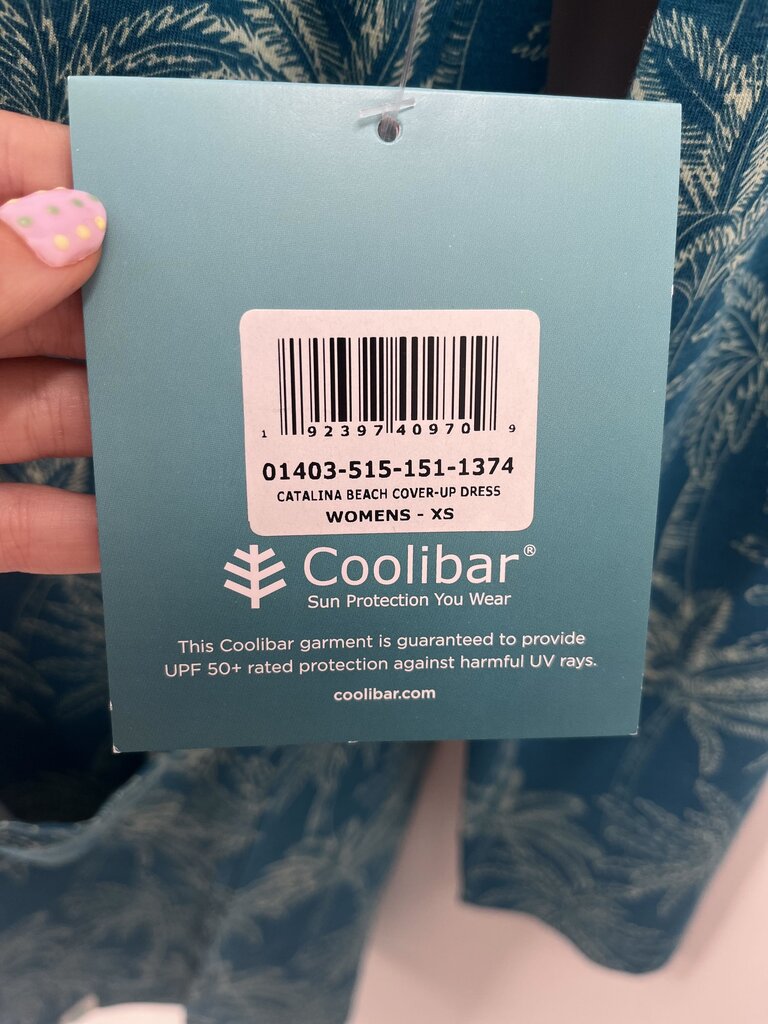 1 92397 40970 9
01403-515-151-1374
CATALINA BEACH COVER-UP DRESS
WOMENS - XS
Coolibar®
Sun Protection You Wear
This Coolibar garment is guaranteed to provide
UPF 50+ rated protection against harmful UV rays.
coolibar.com